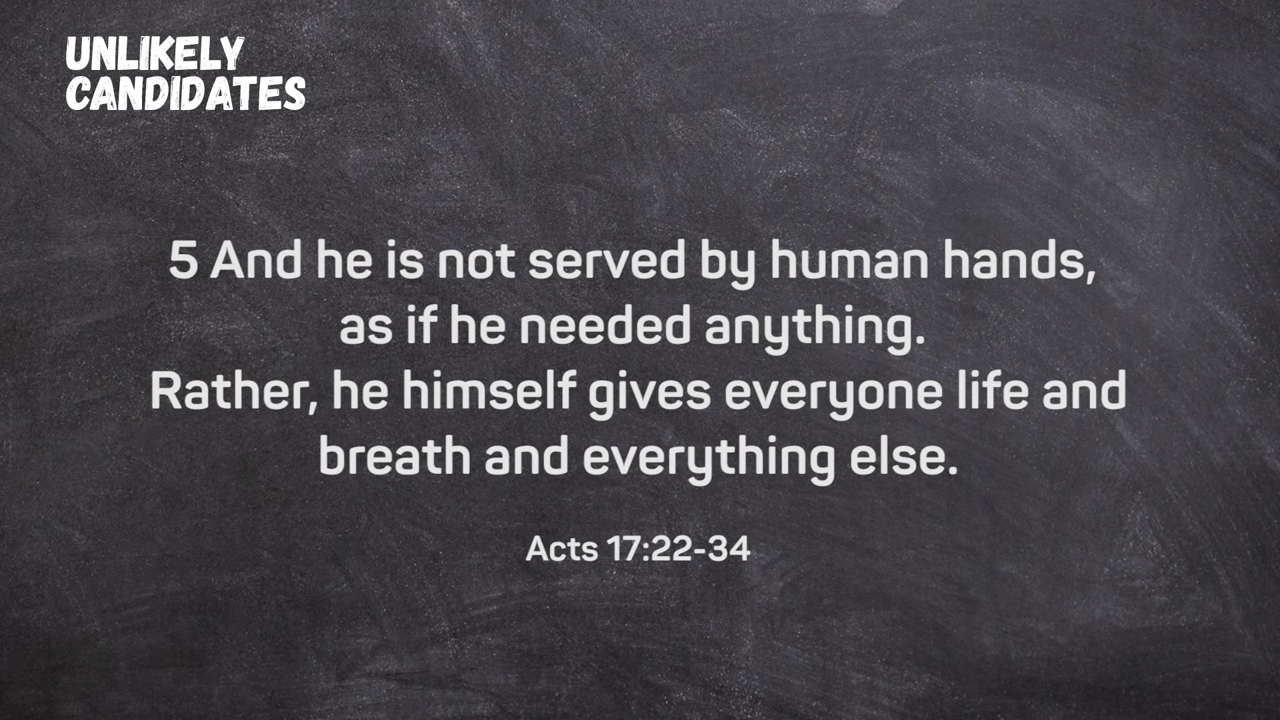 UNLIKELY
CANDIDATES
5 And he is not served by human hands,
as if he needed anything.
Rather, he himself gives everyone life and
breath and everything else.
Acts 17:22-34